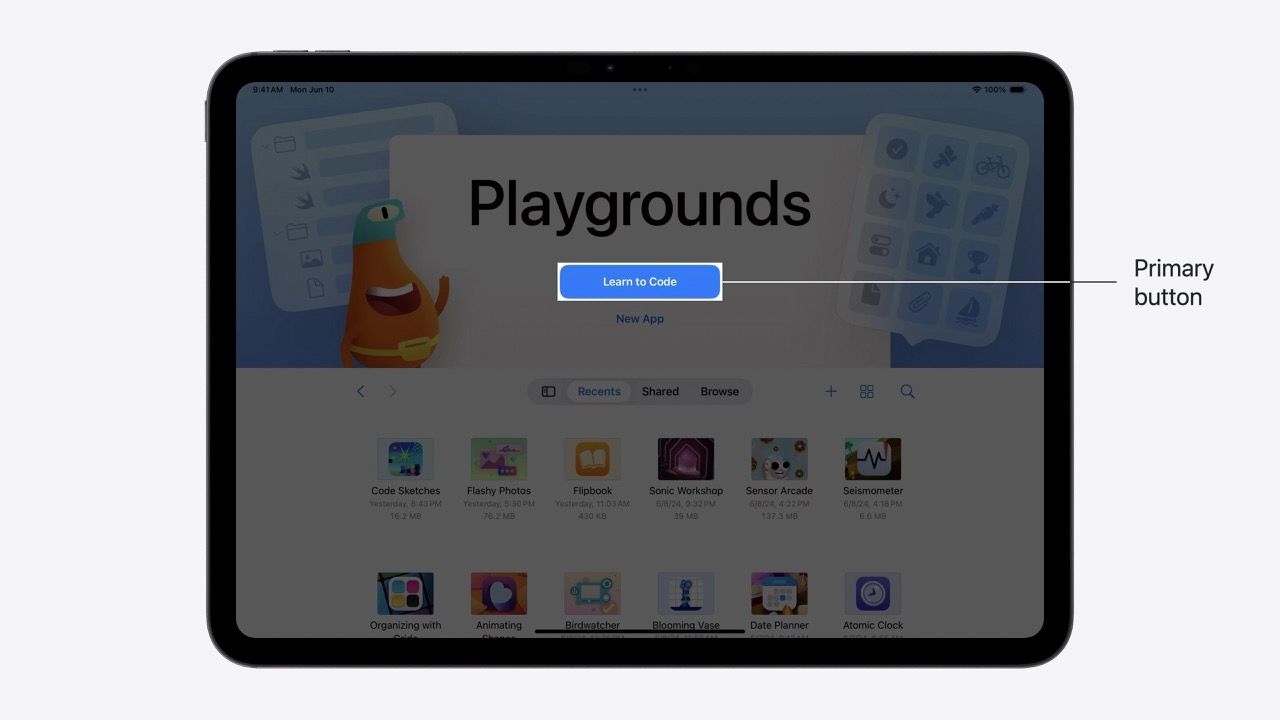 9:41 AM Mon Jun 10
100%
Playgrounds
Learn to Code
Primary
button
New App
Recents Shared Browse
Code Sketches Flashy Photos Flipbook Sonic Workshop Sensor Arcade Seismometer
Yesterday, 8:43 PM Yesterday, 5:30 PM Yesterday, 11:03 AM 6/8/24, 9:32 PM 6/8/24, 4:22 PM 6/8/24, 4:18 PM
16.2 MB 76.2 MB 430 KB 39 MB 137.3 MB 6.6 MB
Organizing with Animating Birdwatcher Blooming Vase Date Planner Atomic Clock